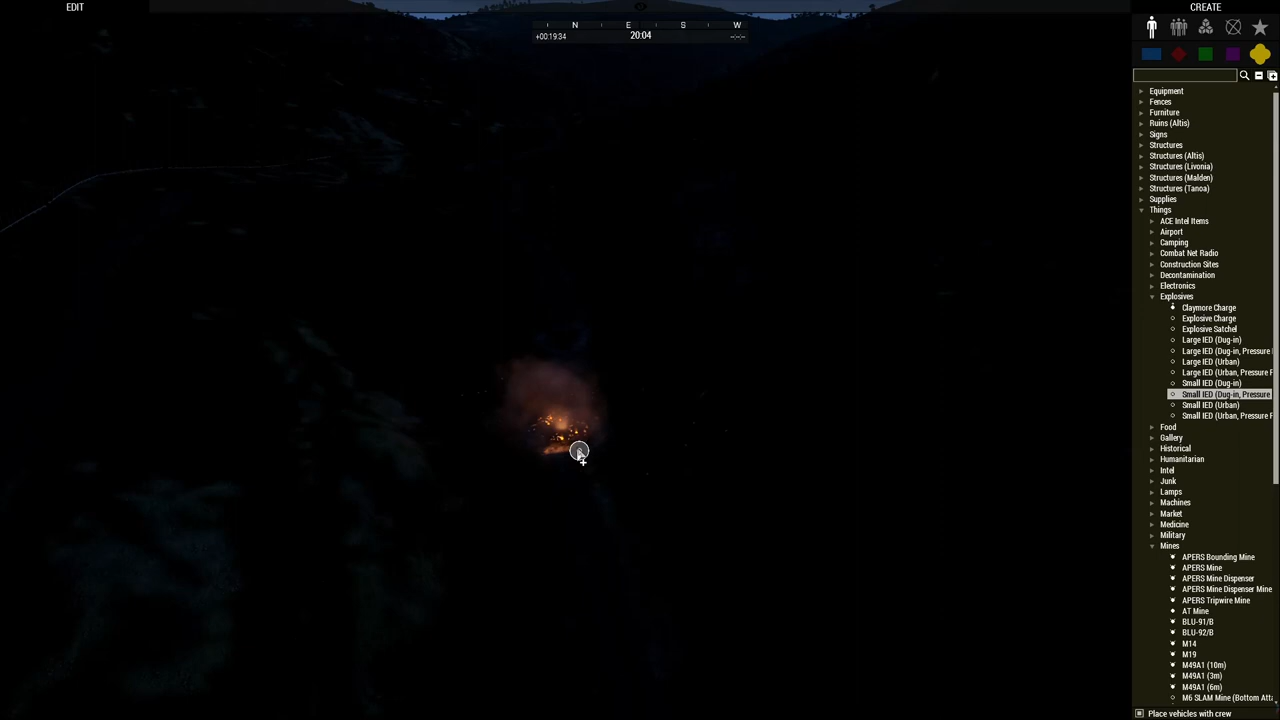 EDIT
N E S W
+00:19:34 20:04 --:--
CREATE
Equipment
Fences
Furniture
Ruins (Altis)
Signs
Structures
Structures (Altis)
Structures (Livonia)
Structures (Malden)
Structures (Tanoa)
Supplies
Things
ACE Intel Items
Airport
Camping
Combat Net Radio
Construction Sites
Decontamination
Electronics
Explosives
Claymore Charge
Explosive Charge
Explosive Satchel
Large IED (Dug-in)
Large IED (Dug-in, Pressure
Large IED (Urban)
Large IED (Urban, Pressure P
Small IED (Dug-in)
Small IED (Dug-in, Pressure
Small IED (Urban)
Small IED (Urban, Pressure P
Food
Gallery
Historical
Humanitarian
Intel
Junk
Lamps
Machines
Market
Medicine
Military
Mines
APERS Bounding Mine
APERS Mine
APERS Mine Dispenser
APERS Mine Dispenser Mine
APERS Tripwire Mine
AT Mine
BLU-91/B
BLU-92/B
M14
M19
M49A1 (10m)
M49A1 (3m)
M49A1 (6m)
M6 SLAM Mine (Bottom Atta
Place vehicles with crew